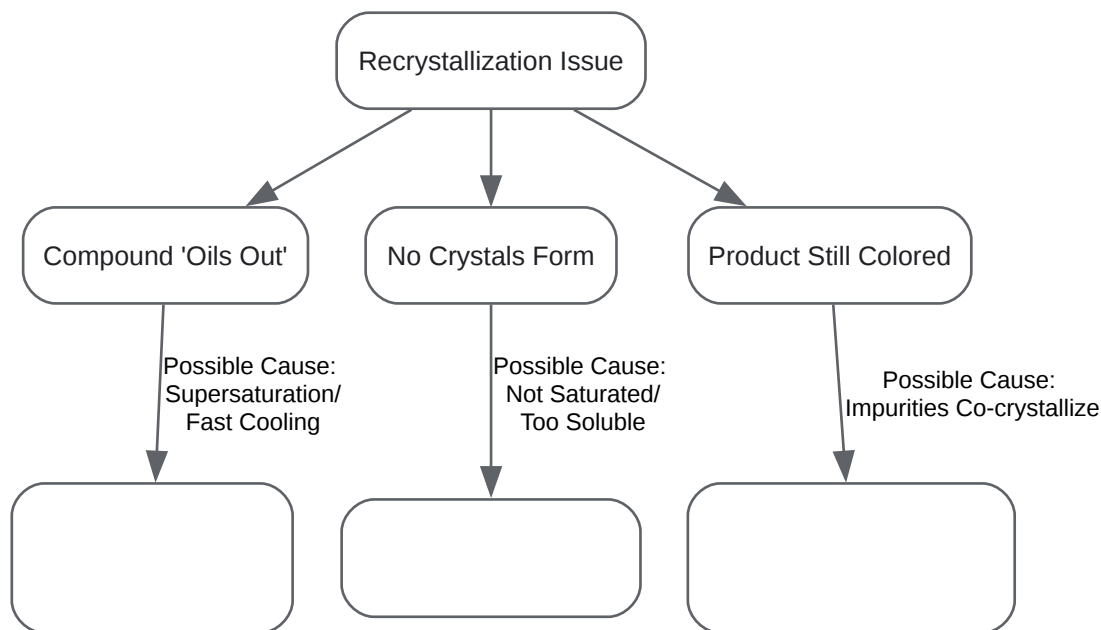 Recrystallization Issue
Compound 'Oils Out'
No Crystals Form
Product Still Colored
Possible Cause:
Supersaturation/
Fast Cooling
Possible Cause:
Not Saturated/
Too Soluble
Possible Cause:
Impurities Co-crystallize